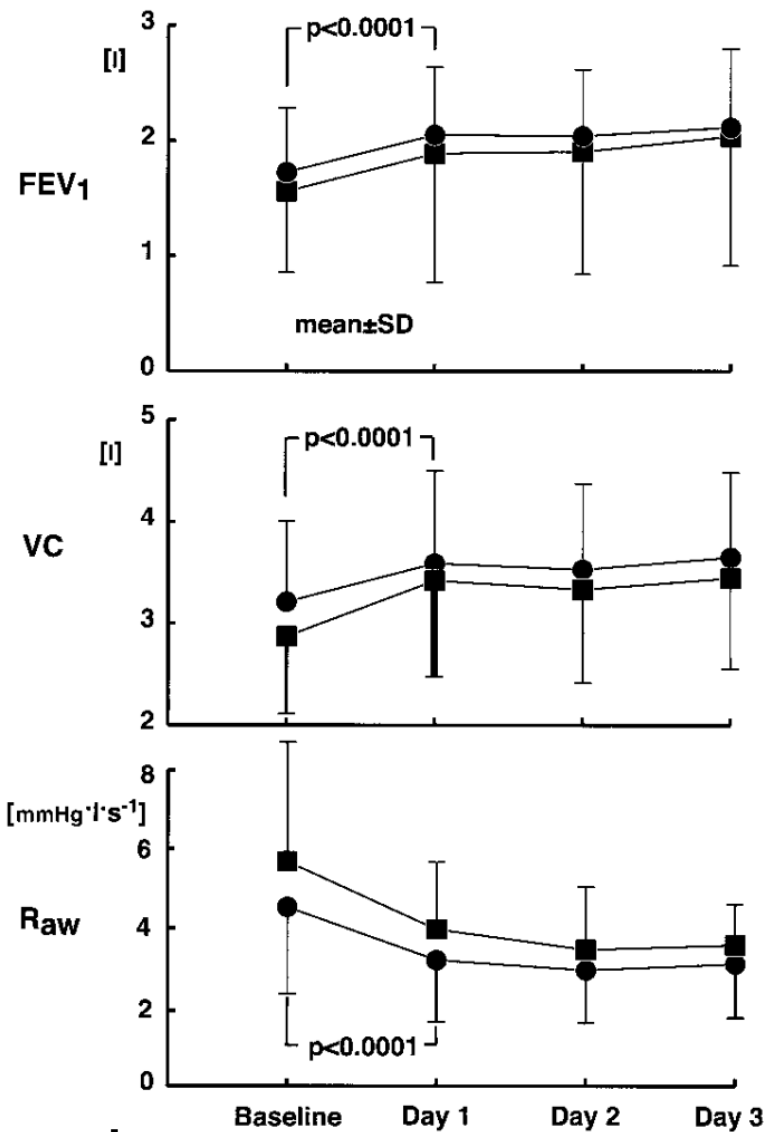 3
[l]
p<0.0001
2
FEV1
1
mean±SD
0
5
[l]
p<0.0001
4
VC
3
2
8
[mmHg·l·s-1]
6
Raw
4
2
p<0.0001
0
Baseline Day 1 Day 2 Day 3